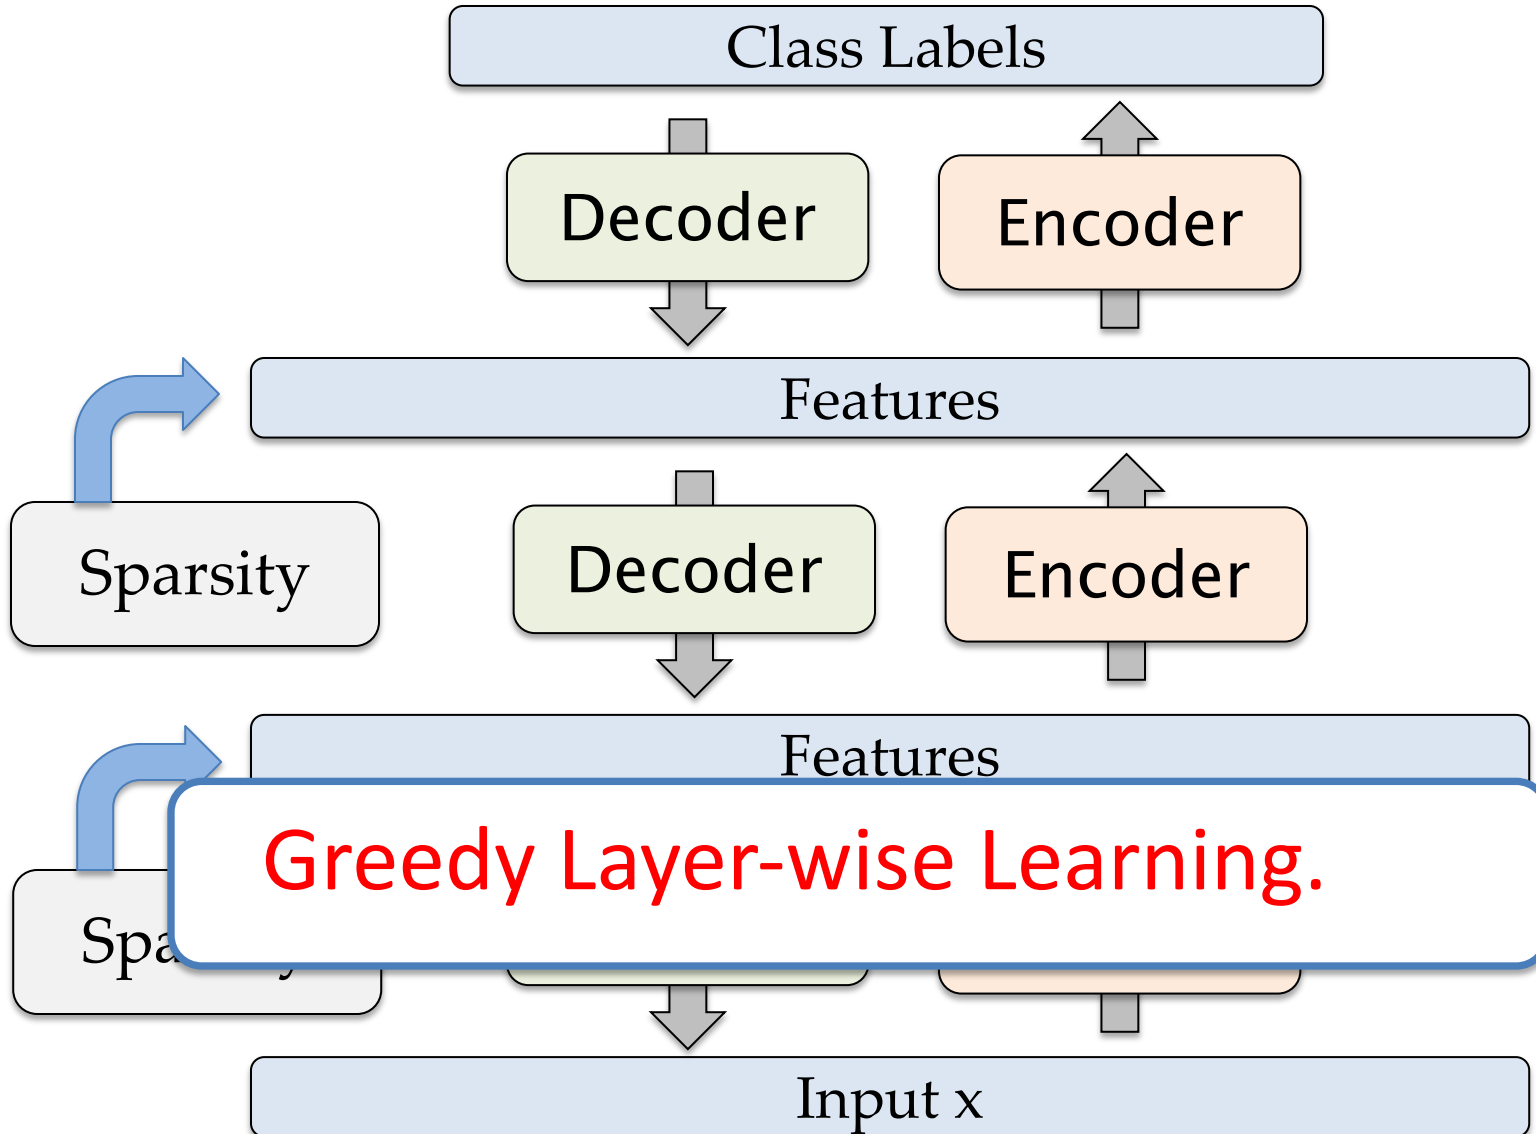 Class Labels
Decoder
Encoder
Features
Decoder
Encoder
Sparsity
Features
Greedy Layer-wise Learning.
Input x